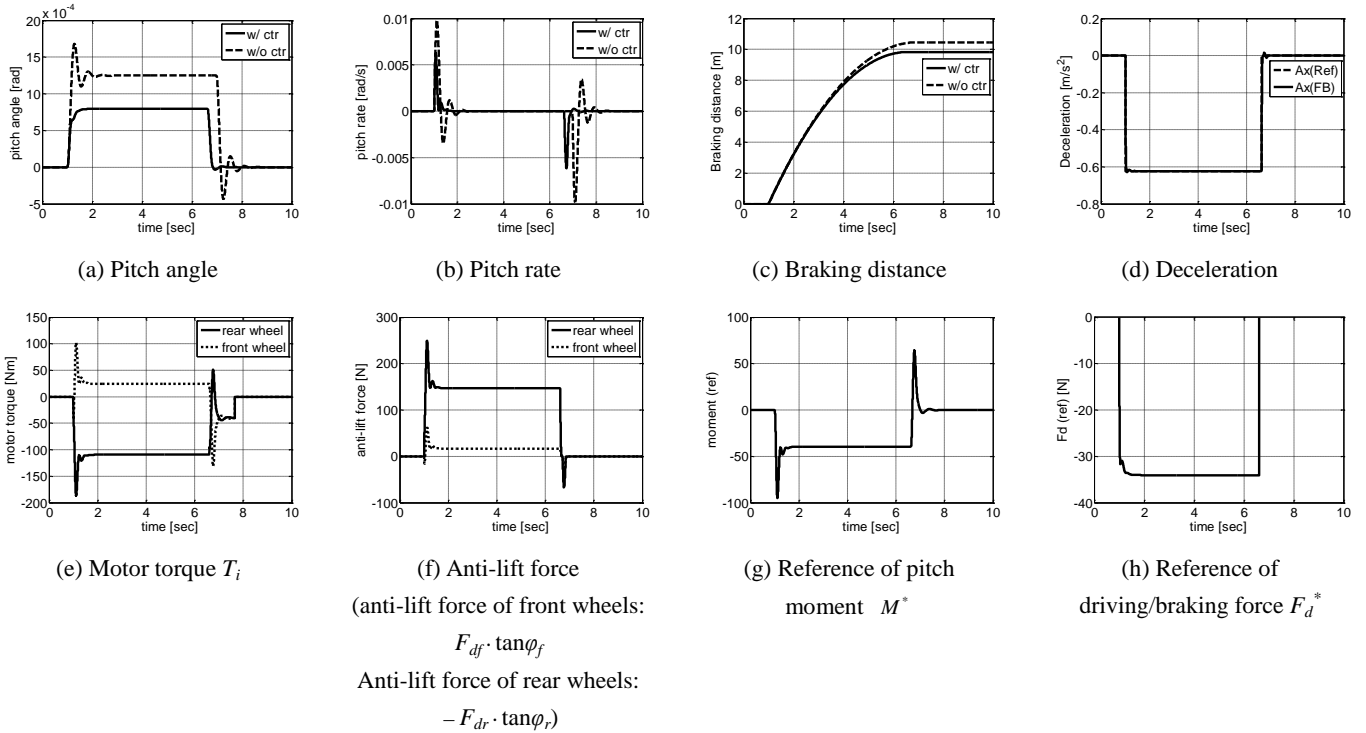 x 10⁻⁴
20
15
10
5
0
-5
pitch angle [rad]
w/ ctr
w/o ctr
0 2 4 6 8 10
time [sec]
(a) Pitch angle
0.01
0.005
0
-0.005
-0.01
pitch rate [rad/s]
w/ ctr
w/o ctr
0 2 4 6 8 10
time [sec]
(b) Pitch rate
12
10
8
6
4
2
0
Braking distance [m]
w/ ctr
w/o ctr
0 2 4 6 8 10
time [sec]
(c) Braking distance
0.2
0
-0.2
-0.4
-0.6
-0.8
Deceleration [m/s²]
Ax(Ref)
Ax(FB)
0 2 4 6 8 10
time [sec]
(d) Deceleration
150
100
50
0
-50
-100
-150
-200
motor torque [Nm]
rear wheel
front wheel
0 2 4 6 8 10
time [sec]
(e) Motor torque Tᵢ
300
200
100
0
-100
anti-lift force [N]
rear wheel
front wheel
0 2 4 6 8 10
time [sec]
(f) Anti-lift force
(anti-lift force of front wheels:
F_df · tanφ_f
Anti-lift force of rear wheels:
– F_dr · tanφ_r)
100
50
0
-50
-100
moment (ref)
0 2 4 6 8 10
time [sec]
(g) Reference of pitch
moment M*
0
-10
-20
-30
-40
Fd (ref) [N]
0 2 4 6 8 10
time [sec]
(h) Reference of
driving/braking force F_d*